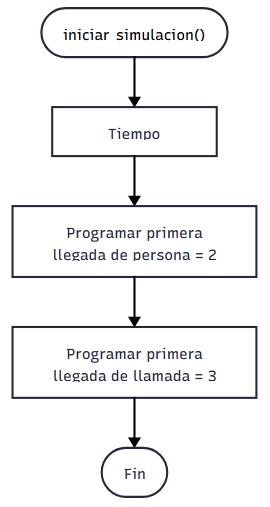 iniciar simulacion()
Tiempo
Programar primera
llegada de persona = 2
Programar primera
llegada de llamada = 3
Fin